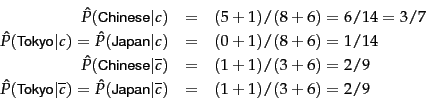 P̂(Chinese|c) = (5 + 1)/(8 + 6) = 6/14 = 3/7
P̂(Tokyo|c) = P̂(Japan|c) = (0 + 1)/(8 + 6) = 1/14
P̂(Chinese|c̅) = (1 + 1)/(3 + 6) = 2/9
P̂(Tokyo|c̅) = P̂(Japan|c̅) = (1 + 1)/(3 + 6) = 2/9